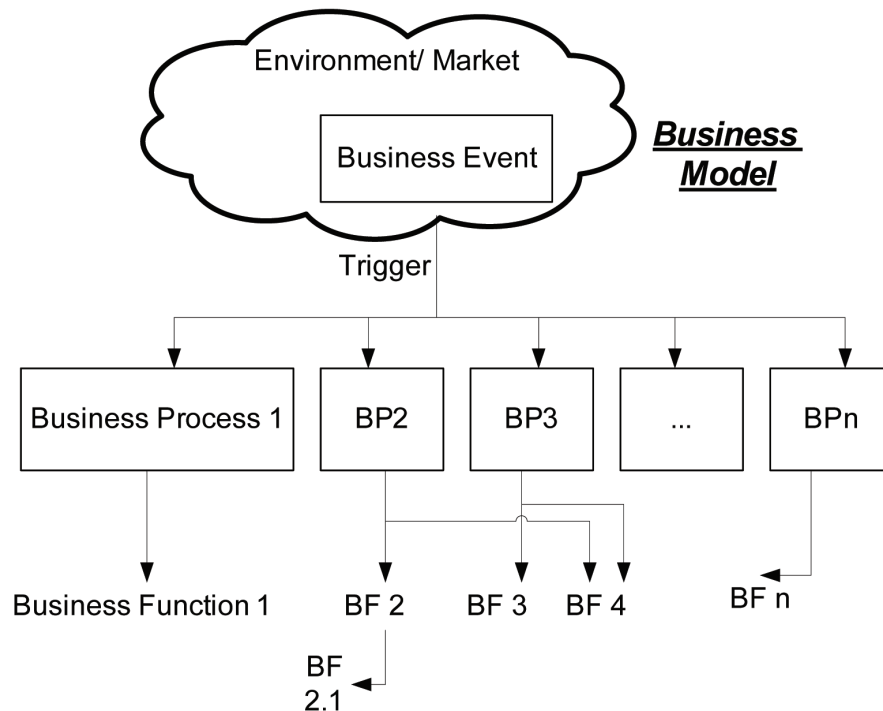 Environment/ Market
Business Event
Business
Model
Trigger
Business Process 1
BP2
BP3
...
BPn
Business Function 1
BF 2
BF 3
BF 4
BF n
BF
2.1